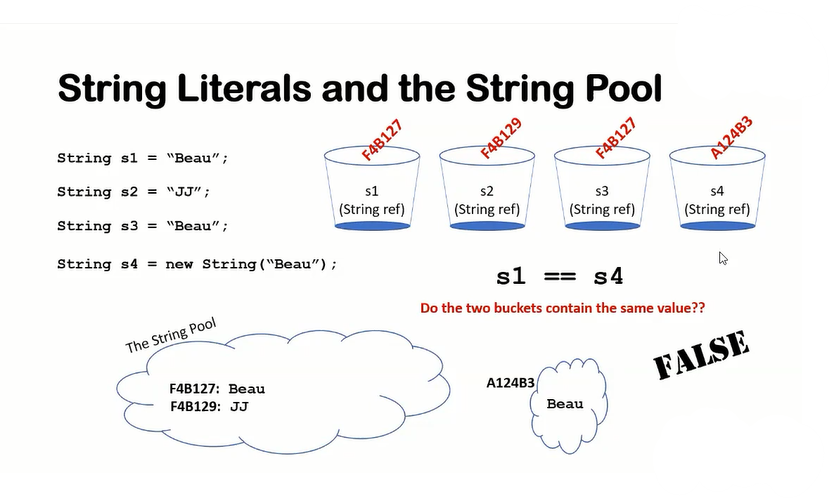 String Literals and the String Pool
String s1 = “Beau”;
String s2 = “JJ”;
String s3 = “Beau”;
String s4 = new String(“Beau”);
F4B127
s1
(String ref)
F4B129
s2
(String ref)
F4B127
s3
(String ref)
A124B3
s4
(String ref)
s1 == s4
Do the two buckets contain the same value??
FALSE
The String Pool
F4B127: Beau
F4B129: JJ
A124B3
Beau